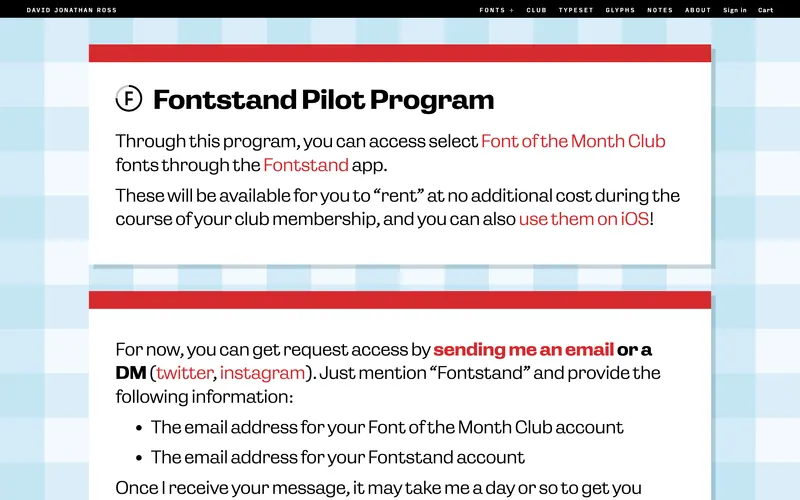 DAVID JONATHAN ROSS
FONTS + CLUB TYPESET GLYPHS NOTES ABOUT Sign in Cart
F Fontstand Pilot Program
Through this program, you can access select Font of the Month Club
fonts through the Fontstand app.
These will be available for you to “rent” at no additional cost during the
course of your club membership, and you can also use them on iOS!
For now, you can get request access by sending me an email or a
DM (twitter, instagram). Just mention “Fontstand” and provide the
following information:
• The email address for your Font of the Month Club account
• The email address for your Fontstand account
Once I receive your message, it may take me a day or so to get you